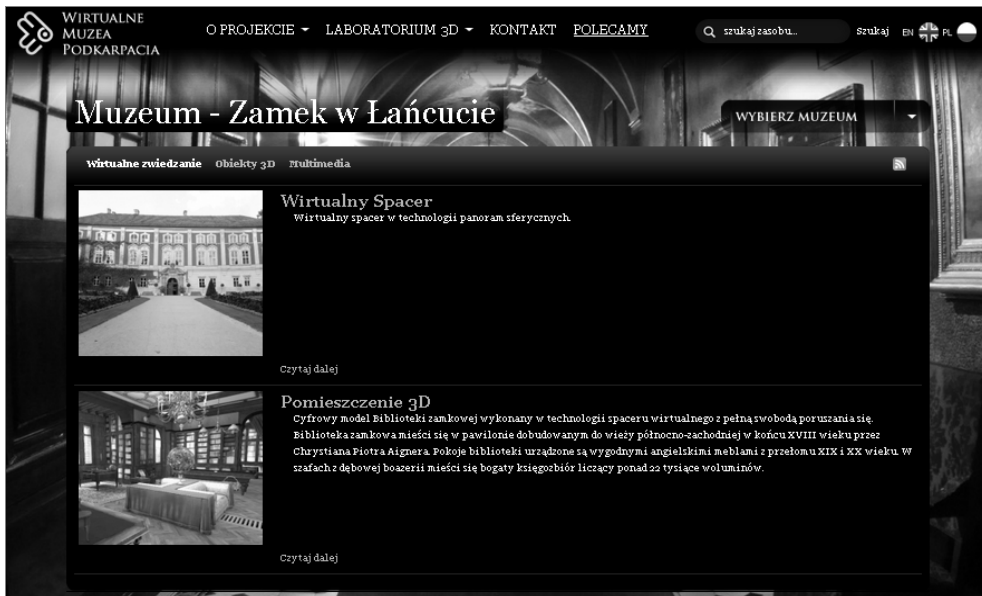 Wirtualne
Muzea
Podkarpacia
O PROJEKCIE LABORATORIUM 3D KONTAKT POLECAMY
szukaj zasobu... Szukaj EN PL
Muzeum - Zamek w Łańcucie
WYBIERZ MUZEUM
Wirtualne zwiedzanie Obiekty 3D Multimedia
Wirtualny Spacer
Wirtualny spacer w technologii panoram sferycznych.
Czytaj dalej
Pomieszczenie 3D
Cyfrowy model Biblioteki zamkowej wykonany w technologii spaceru wirtualnego z pełną swobodą poruszania się.
Biblioteka zamkowa mieści się w pawilonie dobudowanym do wieży północno-zachodniej w końcu XVIII wieku przez
Chrystiana Piotra Aignera. Pokoje biblioteki urządzone są wygodnymi angielskimi meblami z przełomu XIX i XX wieku. W
szafach z dębowej boazerii mieści się bogaty księgozbiór liczący ponad 22 tysiące woluminów.
Czytaj dalej